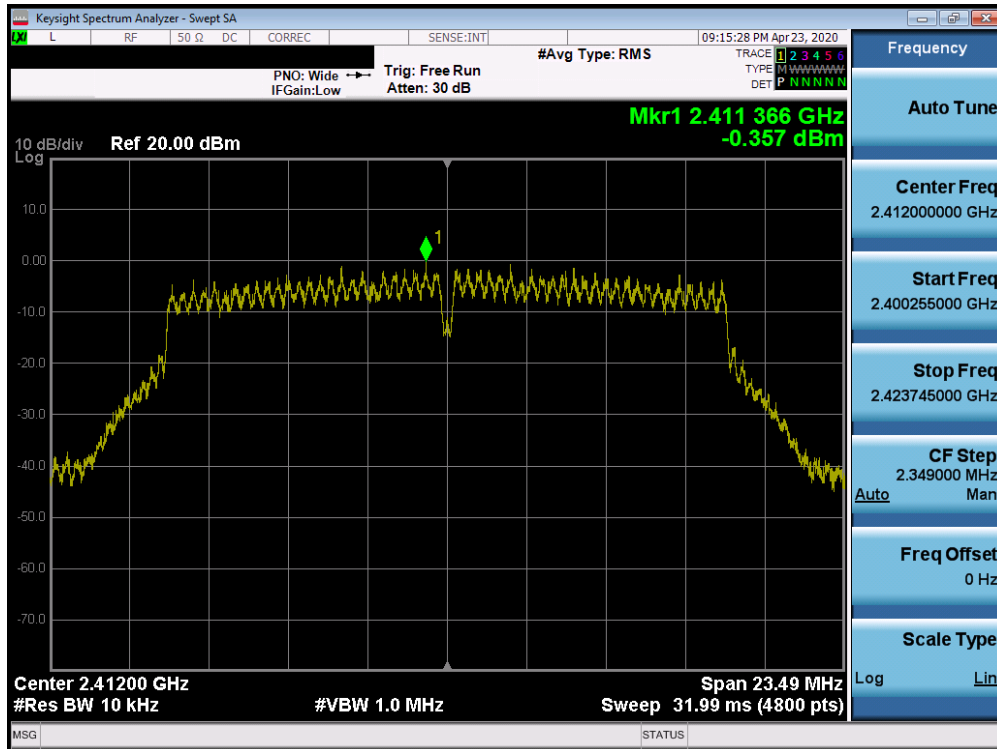 Keysight Spectrum Analyzer - Swept SA
LXI L RF 50 Ω DC CORREC SENSE:INT 09:15:28 PM Apr 23, 2020
#Avg Type: RMS TRACE 1 2 3 4 5 6
PNO: Wide Trig: Free Run TYPE M WWWWW
IFGain:Low Atten: 30 dB DET P N N N N N
Mkr1 2.411 366 GHz
-0.357 dBm
10 dB/div Ref 20.00 dBm
Log
10.0
1
0.00
-10.0
-20.0
-30.0
-40.0
-50.0
-60.0
-70.0
Center 2.41200 GHz Span 23.49 MHz
#Res BW 10 kHz #VBW 1.0 MHz Sweep 31.99 ms (4800 pts)
MSG STATUS
Frequency
Auto Tune
Center Freq
2.412000000 GHz
Start Freq
2.400255000 GHz
Stop Freq
2.423745000 GHz
CF Step
2.349000 MHz
Auto Man
Freq Offset
0 Hz
Scale Type
Log Lin